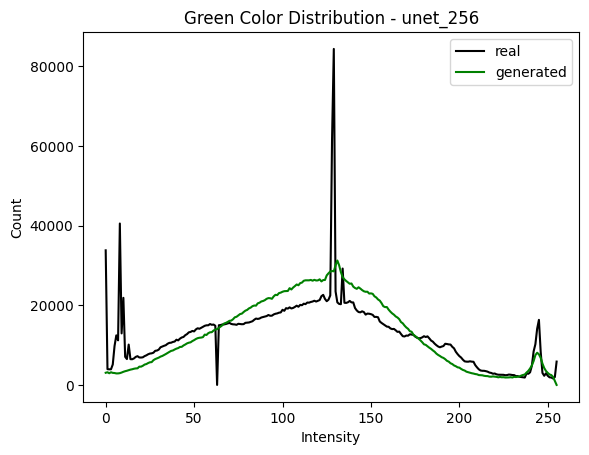 Green Color Distribution - unet_256
real
generated
Count
80000
60000
40000
20000
0
0 50 100 150 200 250
Intensity